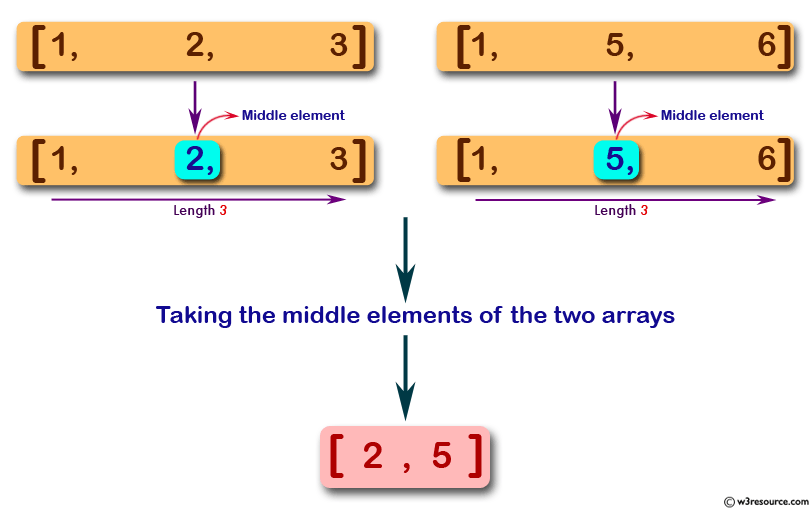 [1, 2, 3] [1, 5, 6]
Middle element Middle element
[1, 2, 3] [1, 5, 6]
Length 3 Length 3
Taking the middle elements of the two arrays
[ 2 , 5 ]
© w3resource.com